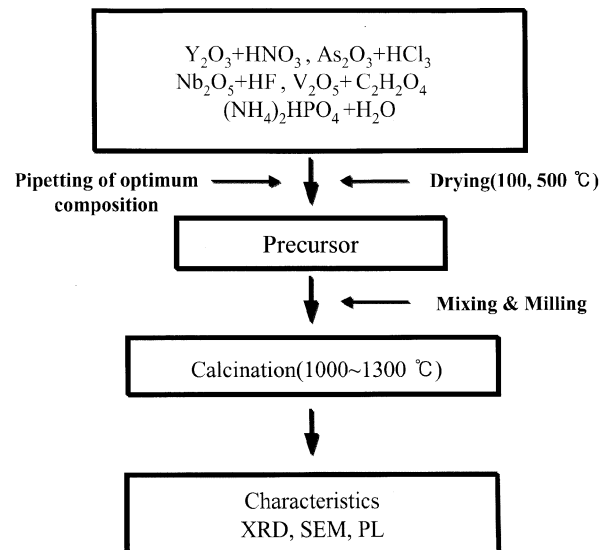 Y₂O₃+HNO₃ , As₂O₃+HCl₃
Nb₂O₅+HF , V₂O₅+ C₂H₂O₄
(NH₄)₂HPO₄ +H₂O
Pipetting of optimum
composition
Drying(100, 500 ℃)
Precursor
Mixing & Milling
Calcination(1000~1300 ℃)
Characteristics
XRD, SEM, PL